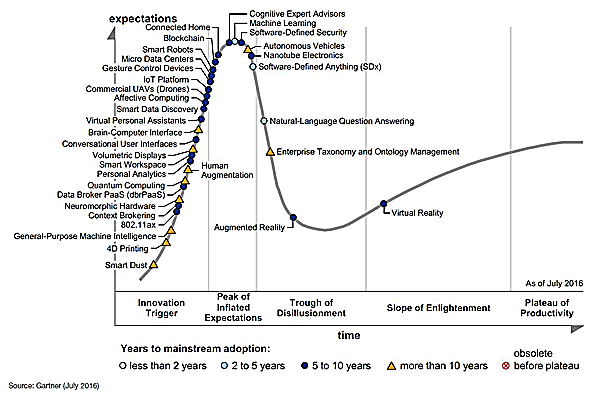 expectations
Connected Home
Blockchain
Smart Robots
Micro Data Centers
Gesture Control Devices
IoT Platform
Commercial UAVs (Drones)
Affective Computing
Smart Data Discovery
Virtual Personal Assistants
Brain-Computer Interface
Conversational User Interfaces
Volumetric Displays
Smart Workspace
Personal Analytics
Quantum Computing
Data Broker PaaS (dbrPaaS)
Neuromorphic Hardware
Context Brokering
802.11ax
General-Purpose Machine Intelligence
4D Printing
Smart Dust
Human
Augmentation
Cognitive Expert Advisors
Machine Learning
Software-Defined Security
Autonomous Vehicles
Nanotube Electronics
Software-Defined Anything (SDx)
Natural-Language Question Answering
Enterprise Taxonomy and Ontology Management
Augmented Reality
Virtual Reality
As of July 2016
Innovation
Trigger
Peak of
Inflated
Expectations
Trough of
Disillusionment
Slope of Enlightenment
Plateau of
Productivity
time
Years to mainstream adoption:
less than 2 years
2 to 5 years
5 to 10 years
more than 10 years
obsolete
before plateau
Source: Gartner (July 2016)